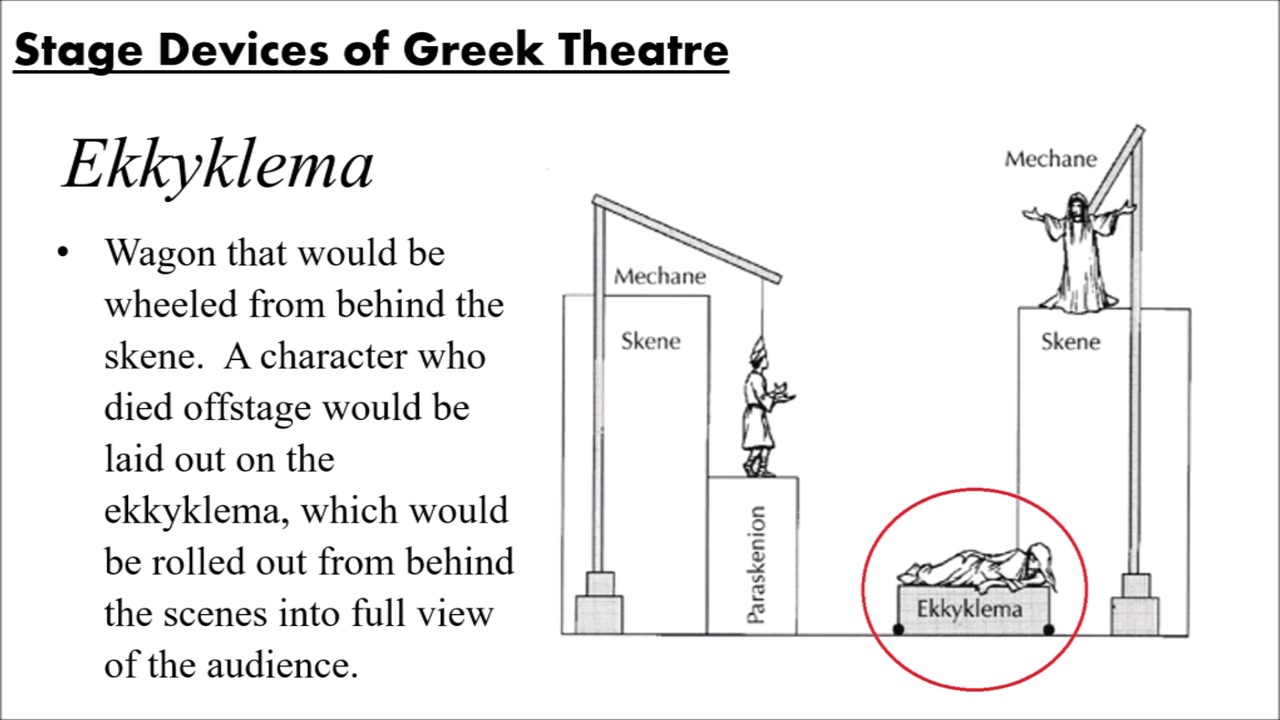 Stage Devices of Greek Theatre
Ekkyklema
• Wagon that would be
wheeled from behind the
skene.  A character who
died offstage would be
laid out on the
ekkyklema, which would
be rolled out from behind
the scenes into full view
of the audience.
Mechane
Skene
Paraskenion
Mechane
Skene
Ekkyklema